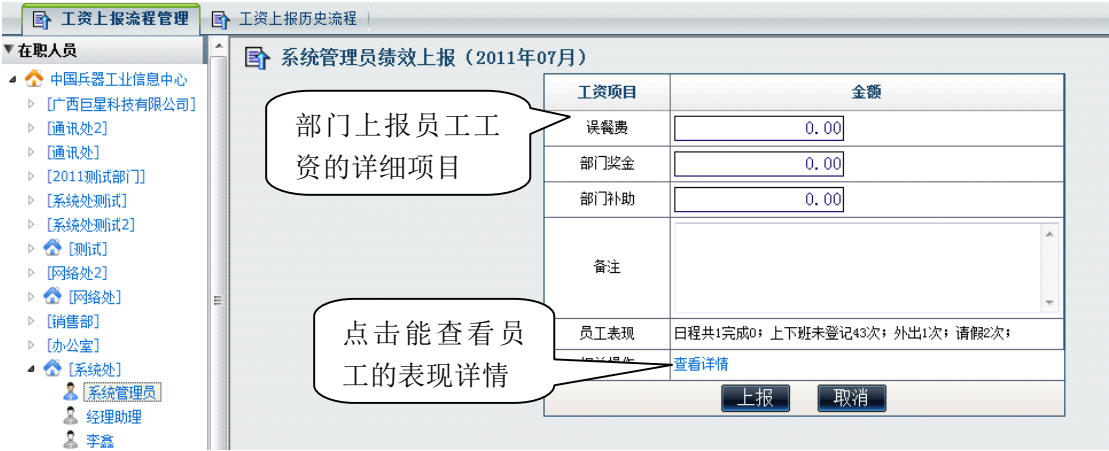 工资上报流程管理
工资上报历史流程
在职人员
中国兵器工业信息中心
[广西巨星科技有限公司]
[通讯处2]
[通讯处]
[2011测试部门]
[系统处测试]
[系统处测试2]
[测试]
[网络处2]
[网络处]
[销售部]
[办公室]
[系统处]
系统管理员
经理助理
李鑫
系统管理员绩效上报（2011年07月）
部门上报员工工
资的详细项目
工资项目 金额
误餐费 0.00
部门奖金 0.00
部门补助 0.00
备注
点击能查看员
工的表现详情
员工表现 日程共1完成0；上下班未登记43次；外出1次；请假2次；
查看详情
上报 取消